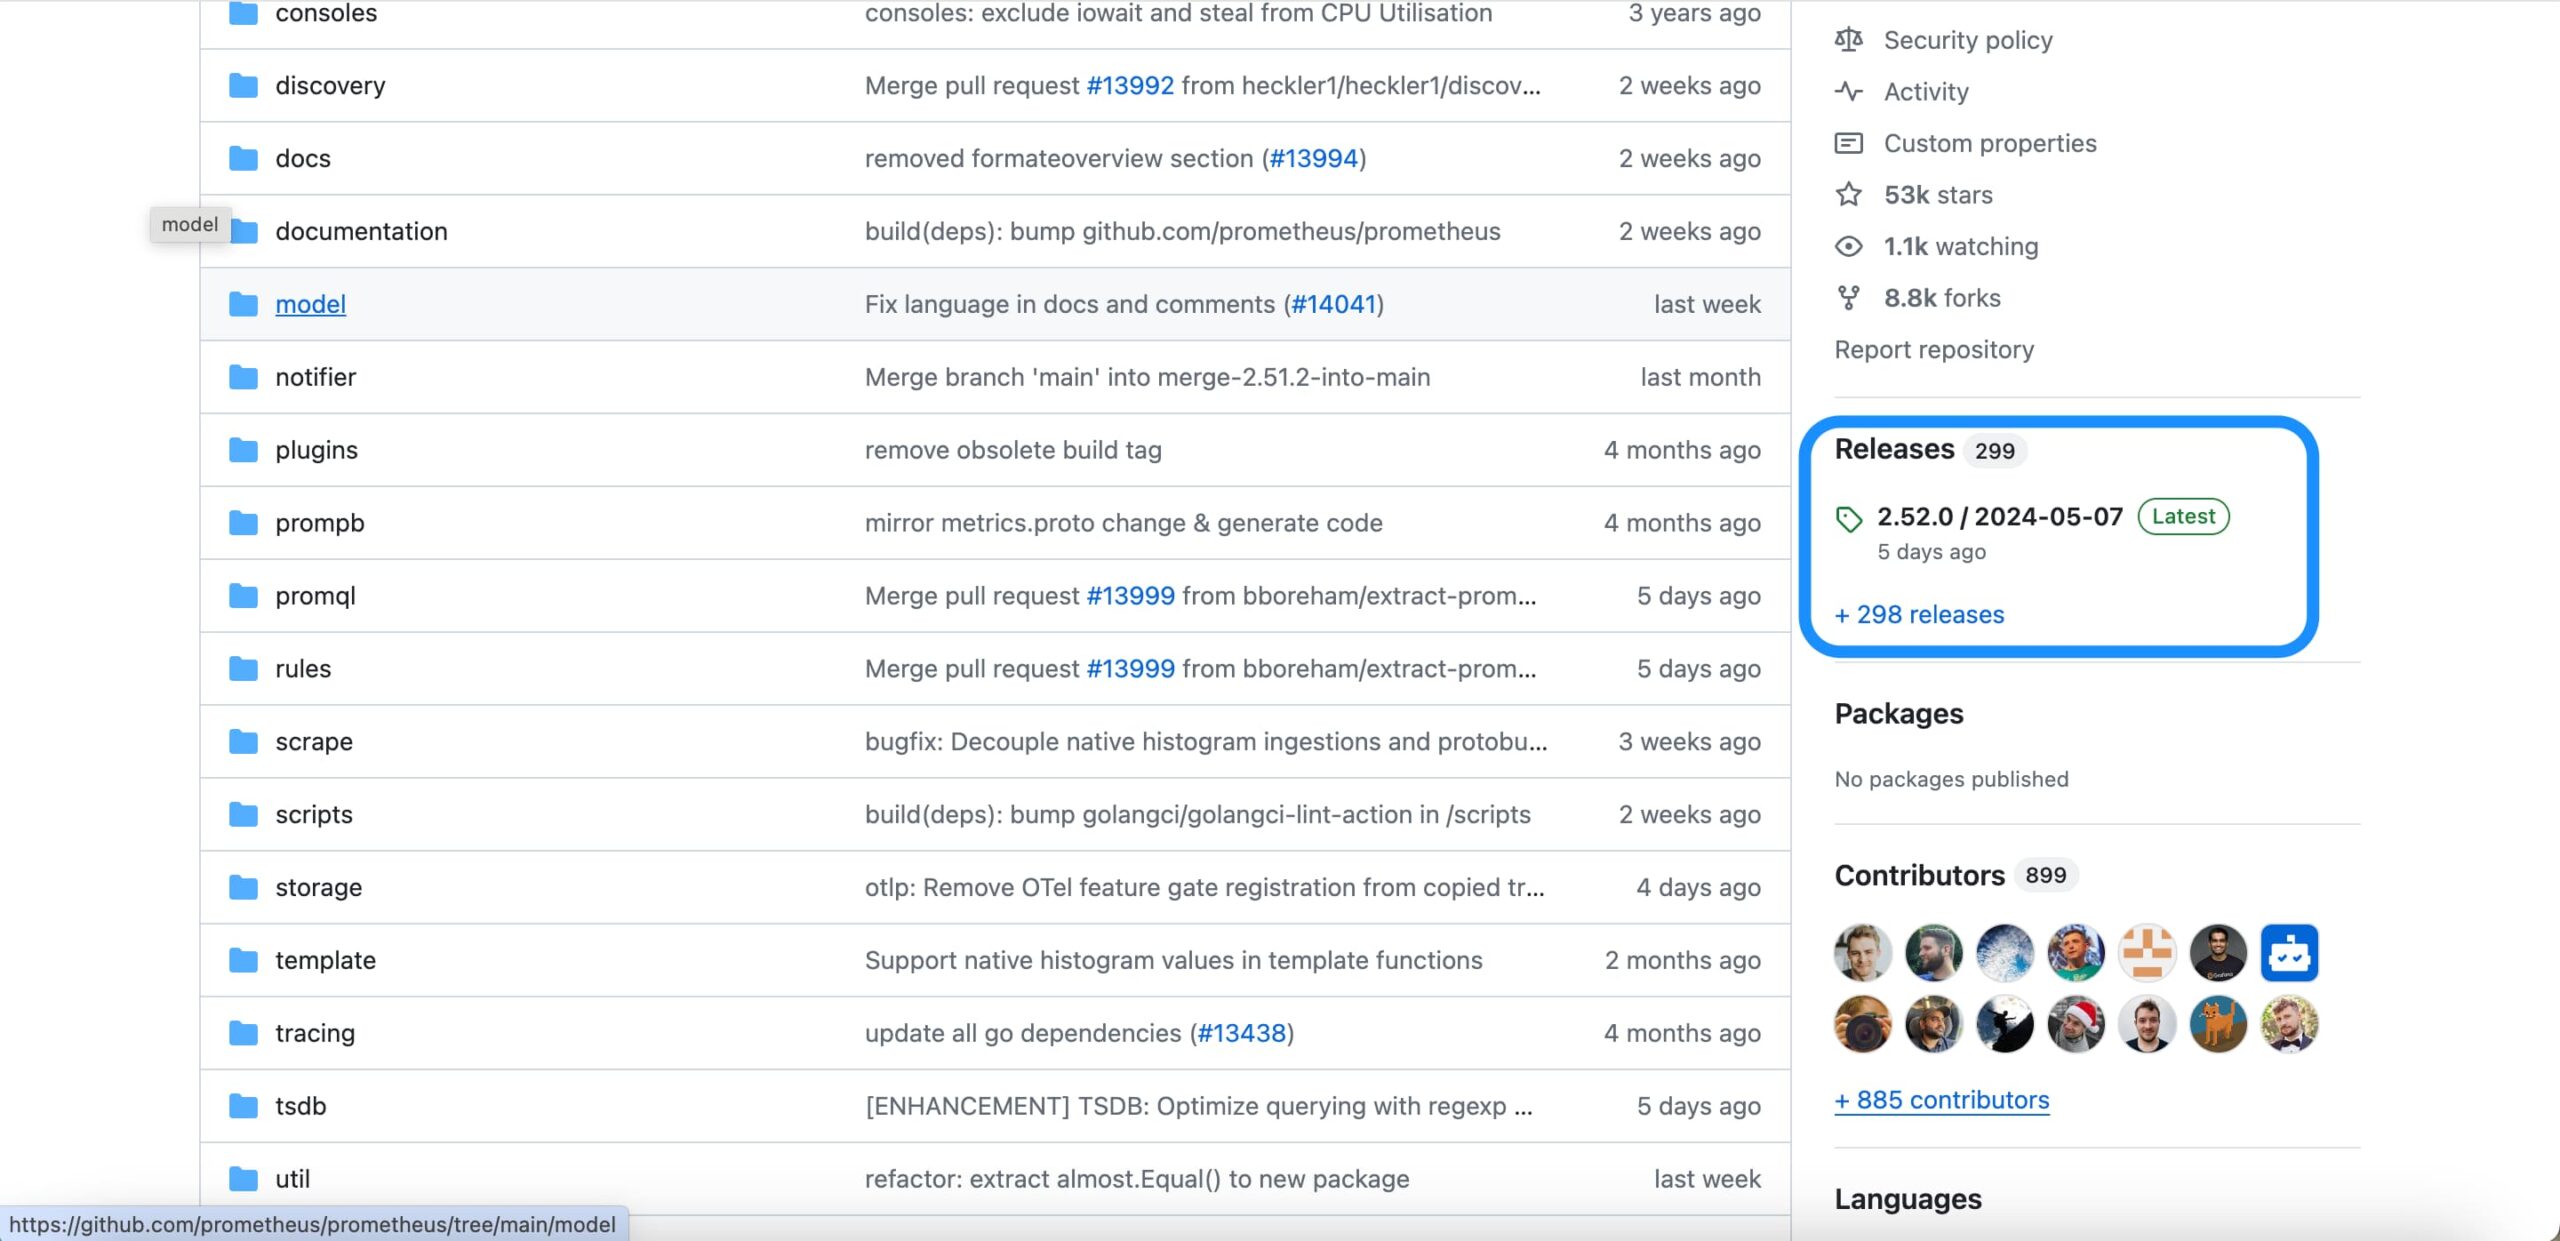 consoles consoles: exclude iowait and steal from CPU Utilisation 3 years ago
discovery Merge pull request #13992 from heckler1/heckler1/discov... 2 weeks ago
docs removed formateoverview section (#13994) 2 weeks ago
model
documentation build(deps): bump github.com/prometheus/prometheus 2 weeks ago
model Fix language in docs and comments (#14041) last week
notifier Merge branch 'main' into merge-2.51.2-into-main last month
plugins remove obsolete build tag 4 months ago
prompb mirror metrics.proto change & generate code 4 months ago
promql Merge pull request #13999 from bboreham/extract-prom... 5 days ago
rules Merge pull request #13999 from bboreham/extract-prom... 5 days ago
scrape bugfix: Decouple native histogram ingestions and protobu... 3 weeks ago
scripts build(deps): bump golangci/golangci-lint-action in /scripts 2 weeks ago
storage otlp: Remove OTel feature gate registration from copied tr... 4 days ago
template Support native histogram values in template functions 2 months ago
tracing update all go dependencies (#13438) 4 months ago
tsdb [ENHANCEMENT] TSDB: Optimize querying with regexp ... 5 days ago
util refactor: extract almost.Equal() to new package last week
https://github.com/prometheus/prometheus/tree/main/model
Security policy
Activity
Custom properties
53k stars
1.1k watching
8.8k forks
Report repository
Releases 299
2.52.0 / 2024-05-07 Latest
5 days ago
+ 298 releases
Packages
No packages published
Contributors 899
+ 885 contributors
Languages